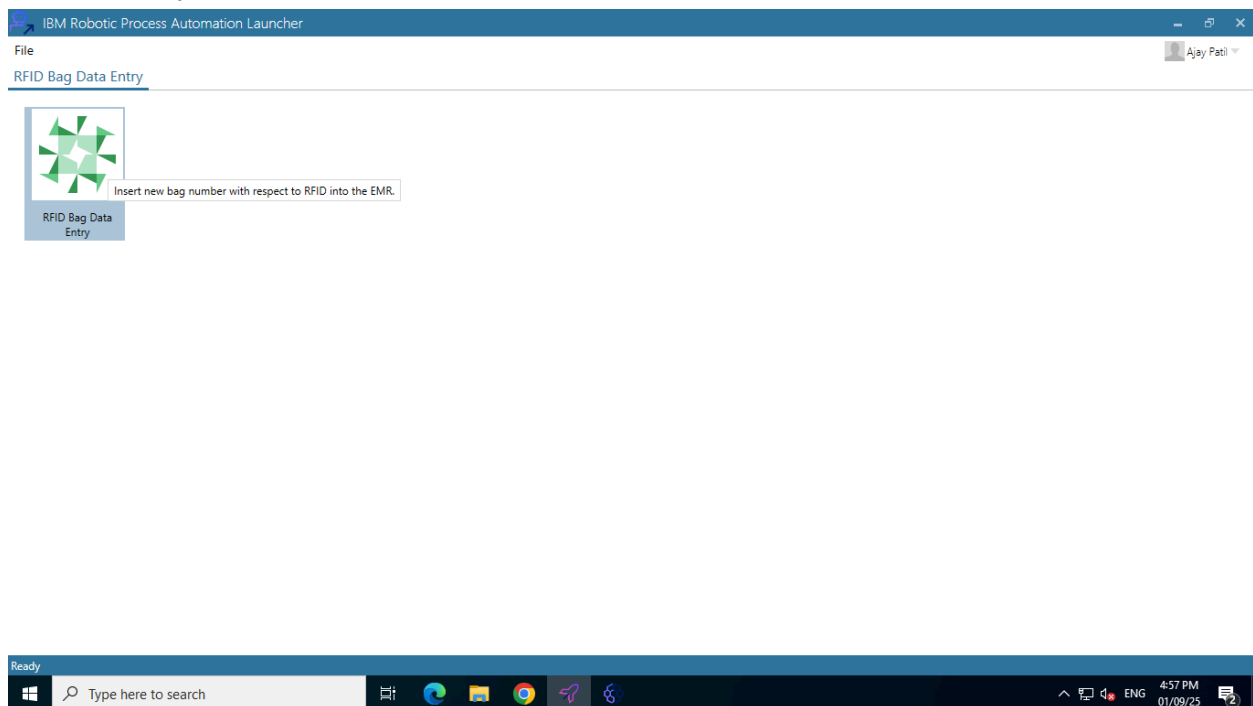 IBM Robotic Process Automation Launcher
File
Ajay Patil
RFID Bag Data Entry
Insert new bag number with respect to RFID into the EMR.
RFID Bag Data
Entry
Ready
Type here to search
ENG
4:57 PM
01/09/25
2